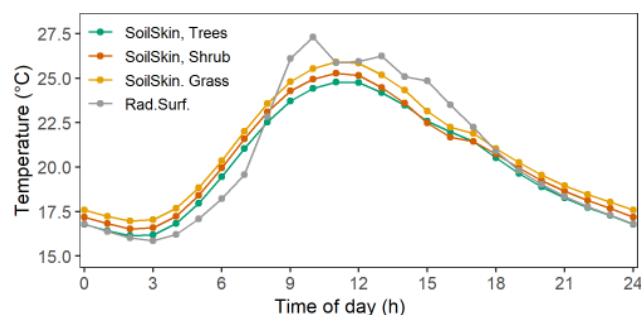 27.5
25.0
22.5
20.0
17.5
15.0
Temperature (°C)
SoilSkin, Trees
SoilSkin, Shrub
SoilSkin. Grass
Rad.Surf.
0 3 6 9 12 15 18 21 24
Time of day (h)